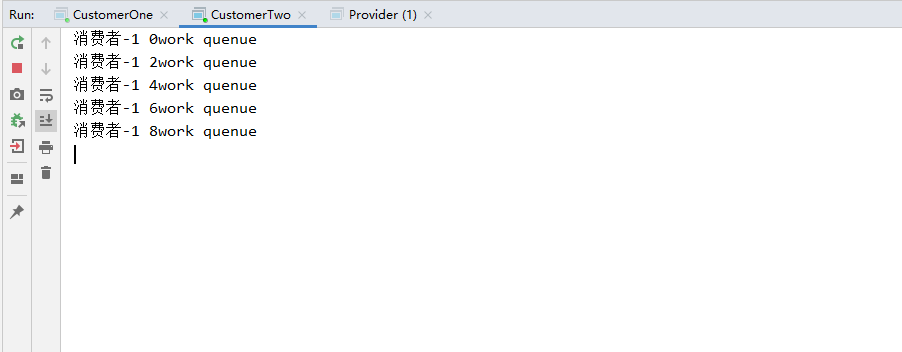 Run: CustomerOne CustomerTwo Provider (1)
消费者-1 0work quenue
消费者-1 2work quenue
消费者-1 4work quenue
消费者-1 6work quenue
消费者-1 8work quenue